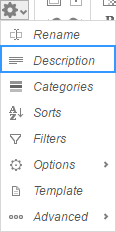 Rename
Description
Categories
Sorts
Filters
Options
Template
Advanced